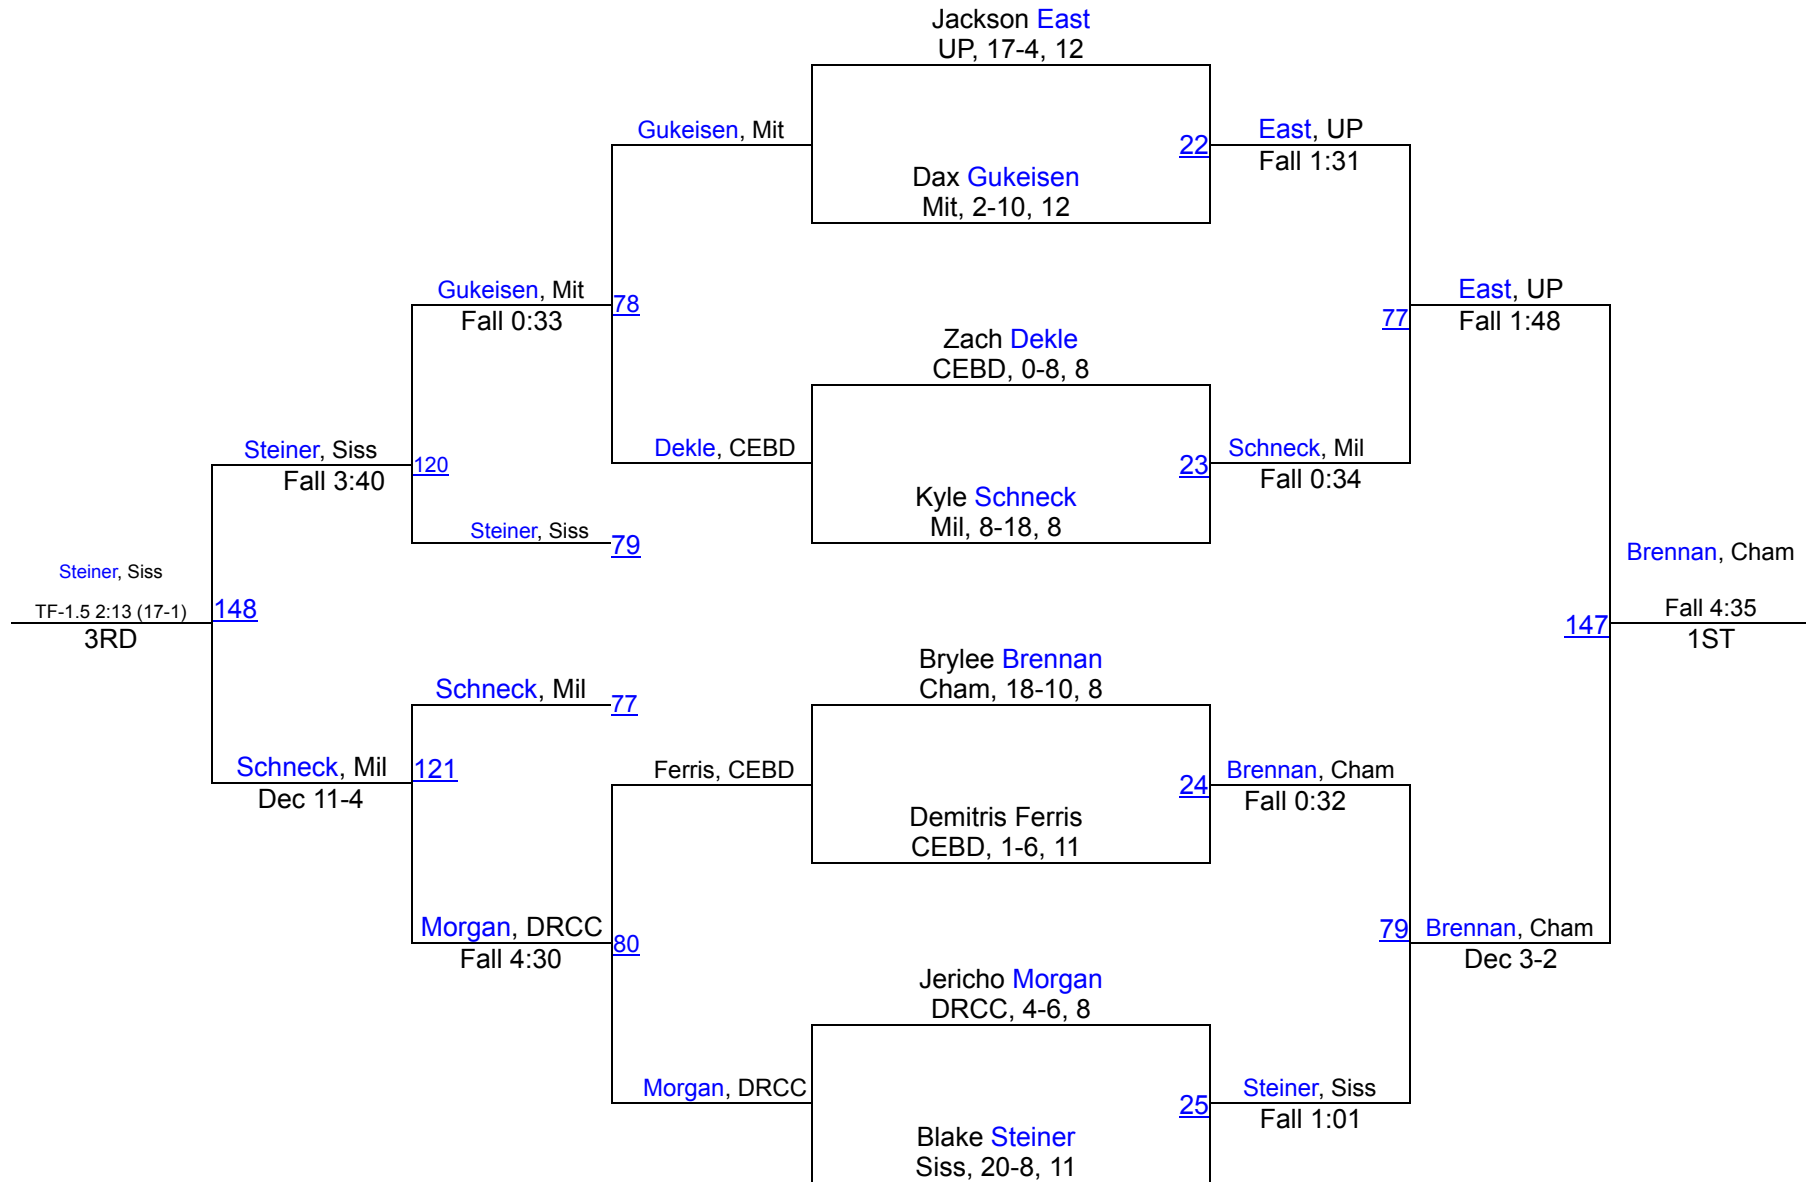 Jackson East
UP, 17-4, 12
Gukeisen, Mit
22
East, UP
Fall 1:31
Dax Gukeisen
Mit, 2-10, 12
Gukeisen, Mit
Fall 0:33
78
77
East, UP
Fall 1:48
Zach Dekle
CEBD, 0-8, 8
Steiner, Siss
Fall 3:40
120
Dekle, CEBD
23
Schneck, Mil
Fall 0:34
Kyle Schneck
Mil, 8-18, 8
Steiner, Siss
79
Brennan, Cham
Steiner, Siss
TF-1.5 2:13 (17-1)
3RD
148
147
Fall 4:35
1ST
Brylee Brennan
Cham, 18-10, 8
Schneck, Mil
77
Schneck, Mil
Dec 11-4
121
Ferris, CEBD
24
Brennan, Cham
Fall 0:32
Demitris Ferris
CEBD, 1-6, 11
Morgan, DRCC
Fall 4:30
80
79
Brennan, Cham
Dec 3-2
Jericho Morgan
DRCC, 4-6, 8
Morgan, DRCC
25
Steiner, Siss
Fall 1:01
Blake Steiner
Siss, 20-8, 11